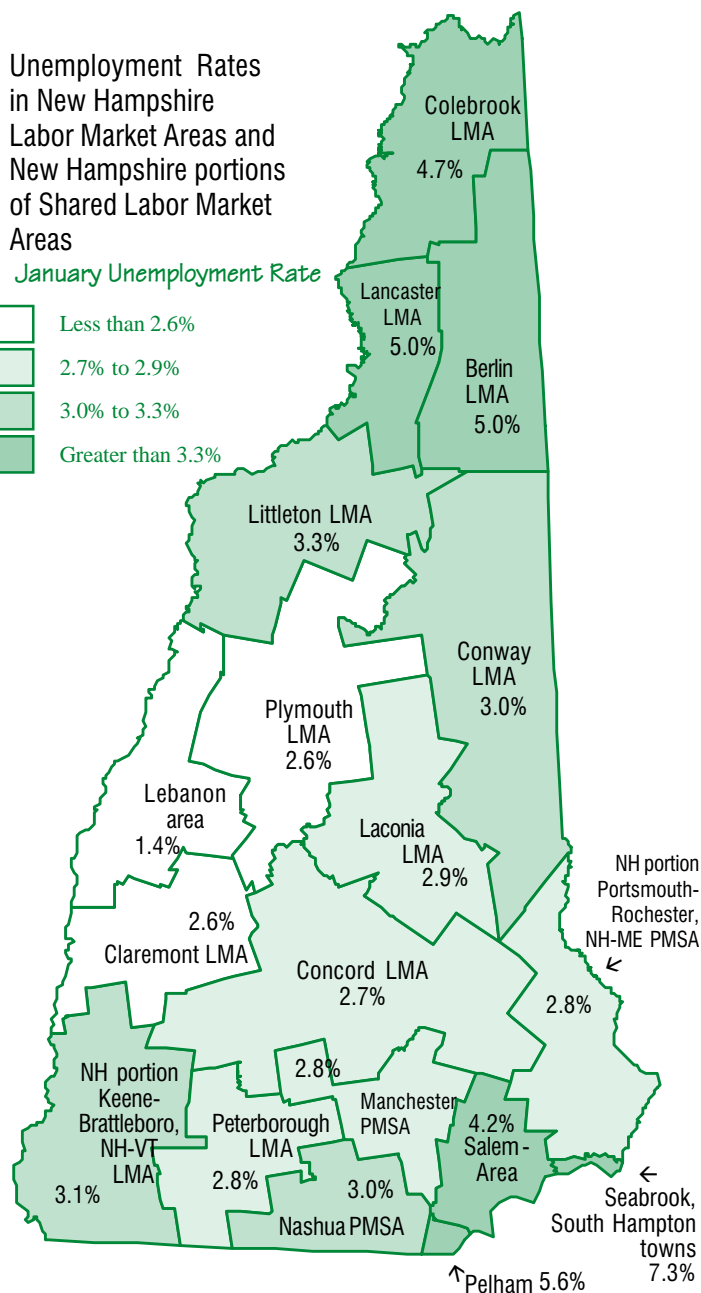 Unemployment Rates
in New Hampshire
Labor Market Areas and
New Hampshire portions
of Shared Labor Market
Areas
January Unemployment Rate
Less than 2.6%
2.7% to 2.9%
3.0% to 3.3%
Greater than 3.3%
Colebrook
LMA
4.7%
Lancaster
LMA
5.0%
Berlin
LMA
5.0%
Littleton LMA
3.3%
Conway
LMA
3.0%
Plymouth
LMA
2.6%
Lebanon
area
1.4%
Laconia
LMA
2.9%
NH portion
Portsmouth-
Rochester,
NH-ME PMSA
2.8%
2.6%
Claremont LMA
Concord LMA
2.7%
NH portion
Keene-
Brattleboro,
NH-VT
LMA
3.1%
Peterborough
LMA
2.8%
2.8%
Manchester
PMSA
4.2%
Salem-
Area
3.0%
Nashua PMSA
Seabrook,
South Hampton
towns
7.3%
Pelham 5.6%